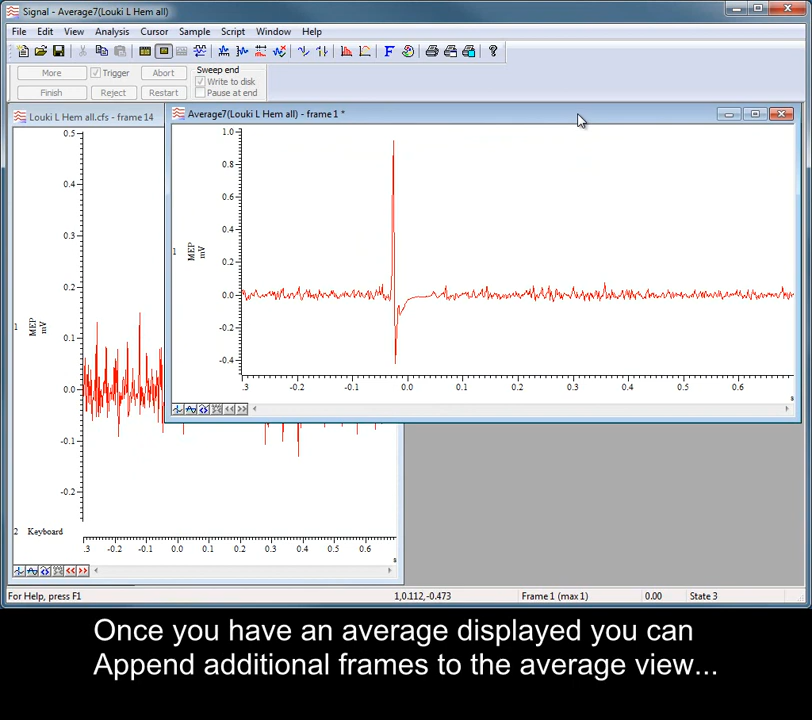 Signal - Average7(Louki L Hem all)
File Edit View Analysis Cursor Sample Script Window Help
More Trigger Abort Sweep end
Write to disk
Finish Reject Restart Pause at end
Louki L Hem all.cfs - frame 14
Average7(Louki L Hem all) - frame 1 *
1.0
0.8
0.6
0.4
0.2
0.0
-0.2
-0.4
1 MEP mV
.3 -0.2 -0.1 0.0 0.1 0.2 0.3 0.4 0.5 0.6
s
0.5
0.4
0.3
0.2
0.1
0.0
-0.1
-0.2
1 MEP mV
2 Keyboard
.3 -0.2 -0.1 0.0 0.1 0.2 0.3 0.4 0.5 0.6
s
For Help, press F1 1,0.112,-0.473 Frame 1 (max 1) 0.00 State 3
Once you have an average displayed you can
Append additional frames to the average view...